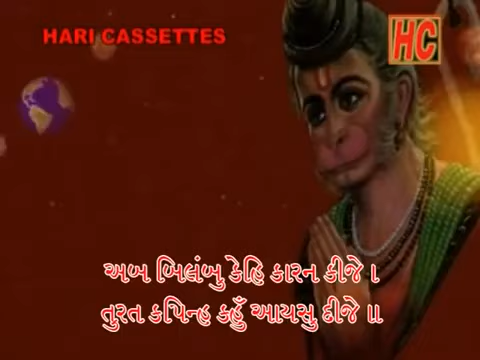 HARI CASSETTES
HC
અબ બિલંબુ કેહિ કારન કીજે ।
તુરત કપિન્હ કહુઁ આયસુ દીજે ॥